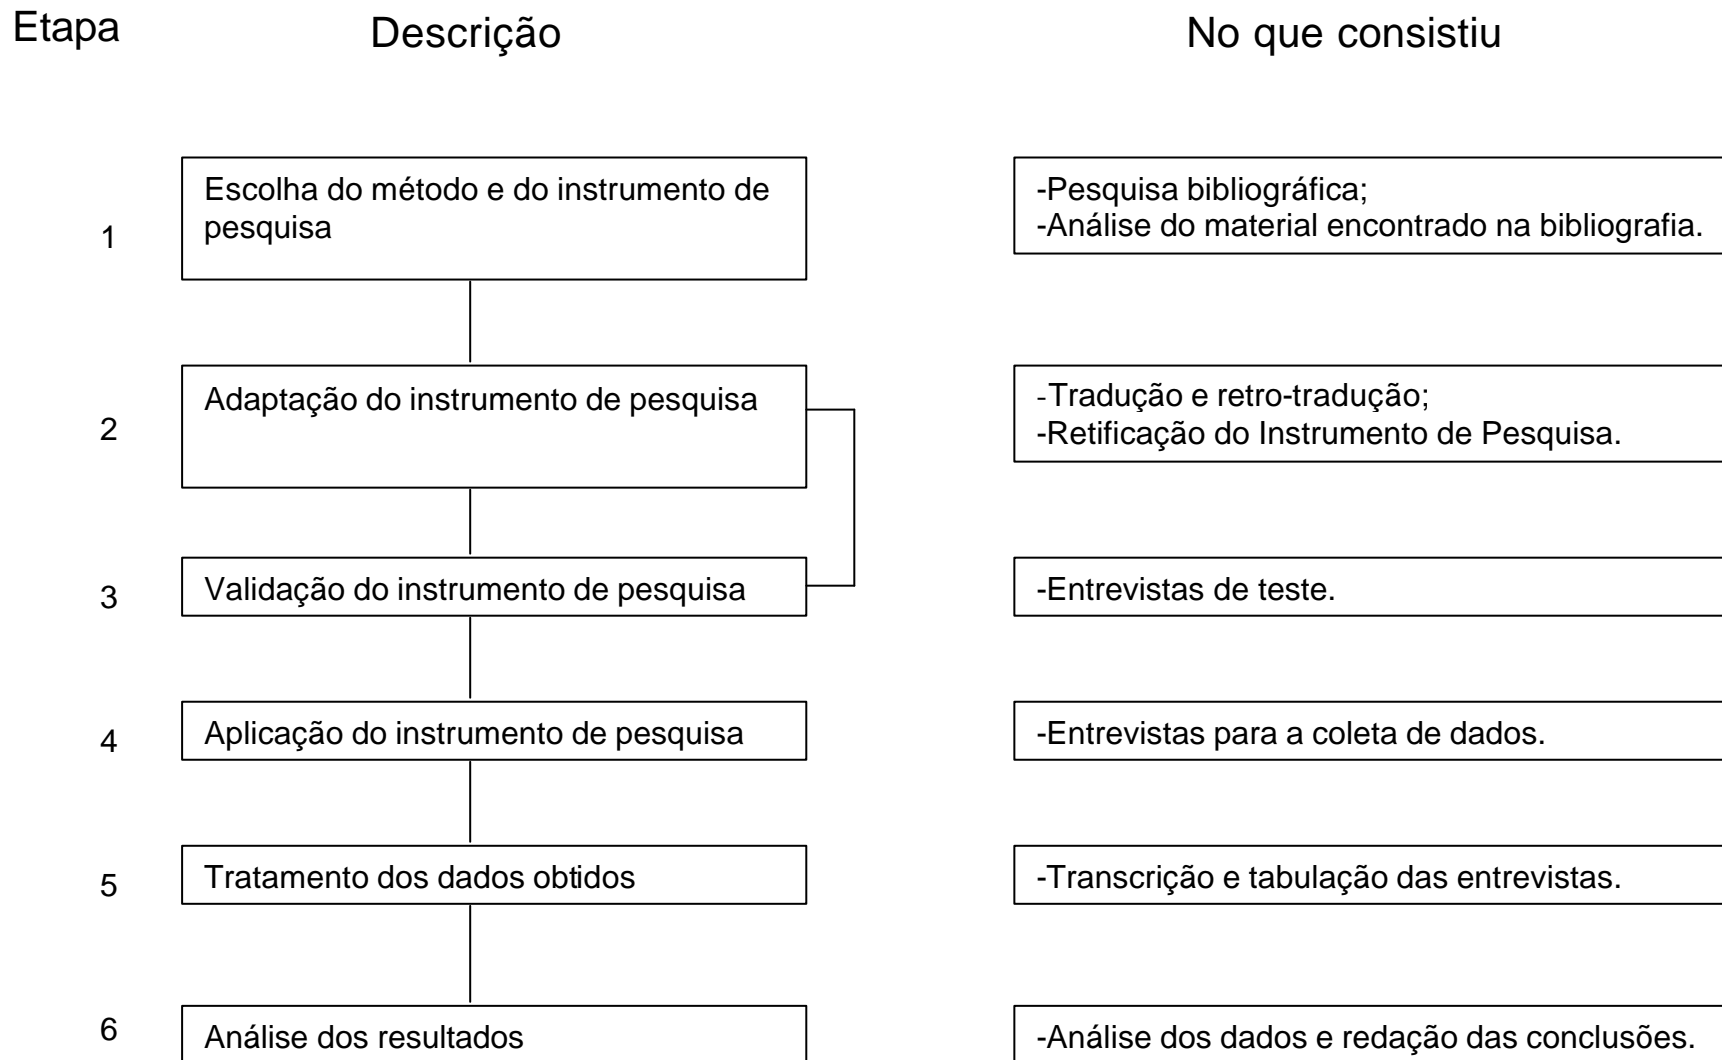 Etapa Descrição No que consistiu
1
Escolha do método e do instrumento de
pesquisa
-Pesquisa bibliográfica;
-Análise do material encontrado na bibliografia.
2
Adaptação do instrumento de pesquisa
-Tradução e retro-tradução;
-Retificação do Instrumento de Pesquisa.
3
Validação do instrumento de pesquisa
-Entrevistas de teste.
4
Aplicação do instrumento de pesquisa
-Entrevistas para a coleta de dados.
5
Tratamento dos dados obtidos
-Transcrição e tabulação das entrevistas.
6
Análise dos resultados
-Análise dos dados e redação das conclusões.